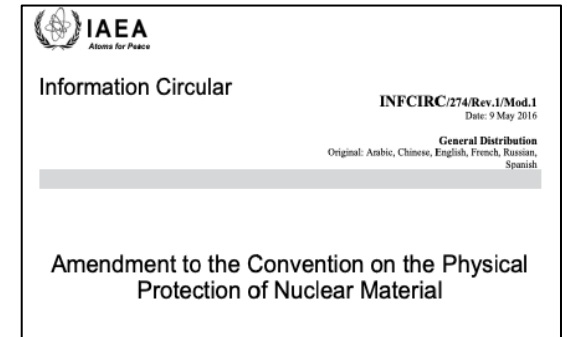 IAEA
Atoms for Peace
Information Circular
INFCIRC/274/Rev.1/Mod.1
Date: 9 May 2016
General Distribution
Original: Arabic, Chinese, English, French, Russian,
Spanish
Amendment to the Convention on the Physical
Protection of Nuclear Material